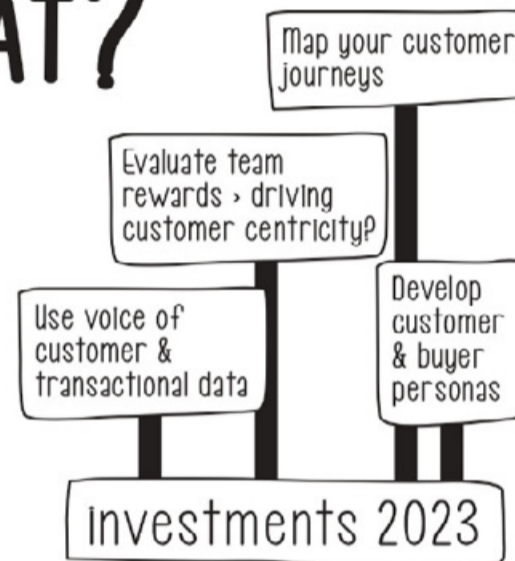 AT?
Map your customer
journeys
Evaluate team
rewards › driving
customer centricity?
Use voice of
customer &
transactional data
Develop
customer
& buyer
personas
investments 2023